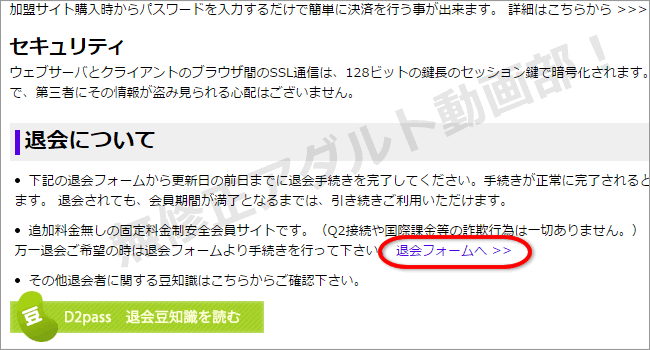 加盟サイト購入時からパスワードを入力するだけで簡単に決済を行う事が出来ます。 詳細はこちらから >>>
セキュリティ
ウェブサーバとクライアントのブラウザ間のSSL通信は、128ビットの鍵長のセッション鍵で暗号化されます。
で、第三者にその情報が盗み見られる心配はございません。
退会について
• 下記の退会フォームから更新日の前日までに退会手続きを完了してください。手続きが正常に完了されると
ます。 退会されても、会員期間が満了となるまでは、引き続きご利用いただけます。
• 追加料金無しの固定料金制安全会員サイトです。（Q2接続や国際課金等の詐欺行為は一切ありません。）
万一退会ご希望の時は退会フォームより手続きを行って下さい 退会フォームへ >>
• その他退会者に関する豆知識はこちらからご確認下さい。
豆 D2pass 退会豆知識を読む
無修正アダルト動画部！